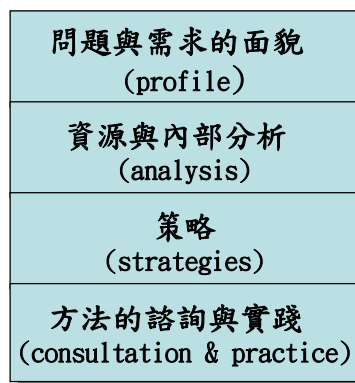 問題與需求的面貌
(profile)
資源與內部分析
(analysis)
策略
(strategies)
方法的諮詢與實踐
(consultation & practice)